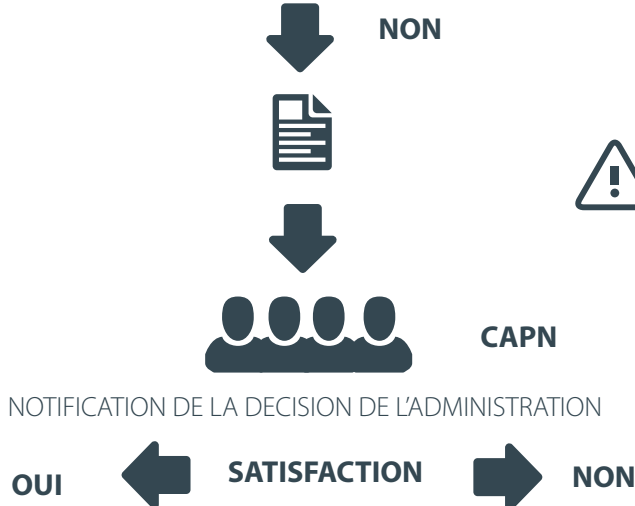 NON
CAPN
NOTIFICATION DE LA DECISION DE L'ADMINISTRATION
OUI SATISFACTION NON